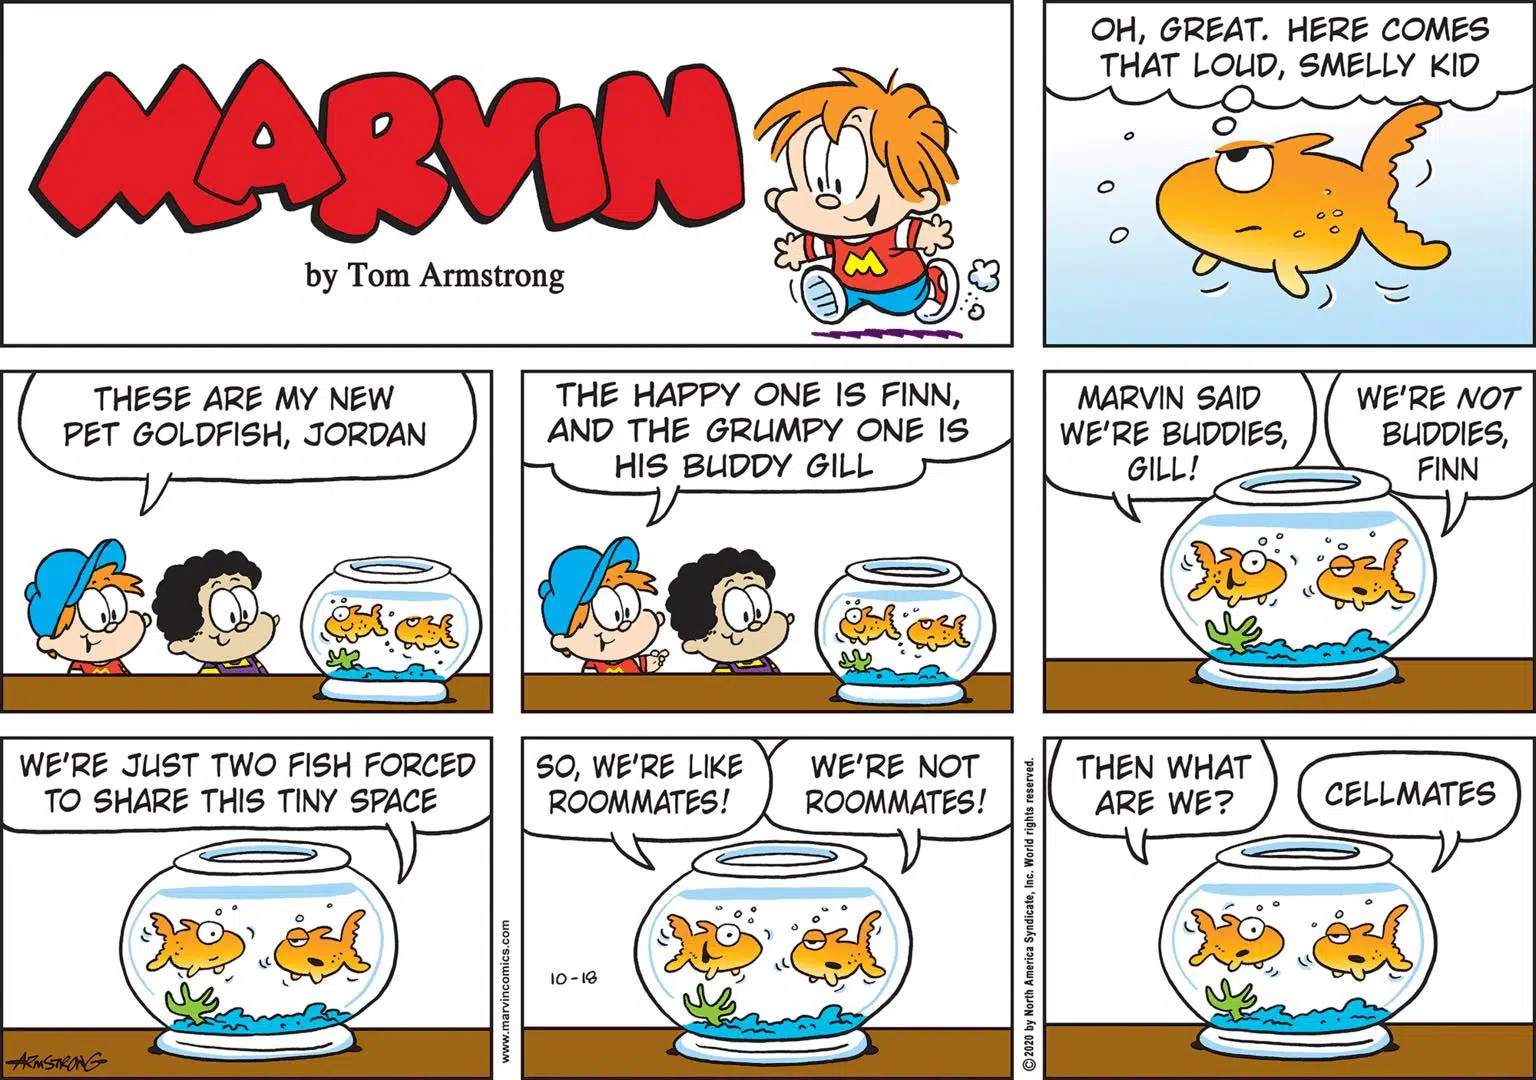 MARVIN
by Tom Armstrong
M
OH, GREAT. HERE COMES
THAT LOUD, SMELLY KID
THESE ARE MY NEW
PET GOLDFISH, JORDAN
THE HAPPY ONE IS FINN,
AND THE GRUMPY ONE IS
HIS BUDDY GILL
MARVIN SAID
WE'RE BUDDIES,
GILL!
WE'RE NOT
BUDDIES,
FINN
WE'RE JUST TWO FISH FORCED
TO SHARE THIS TINY SPACE
ARMSTRONG
www.marvincomics.com
SO, WE'RE LIKE
ROOMMATES!
WE'RE NOT
ROOMMATES!
10-18
©2020 by North America Syndicate, Inc. World rights reserved.
THEN WHAT
ARE WE?
CELLMATES